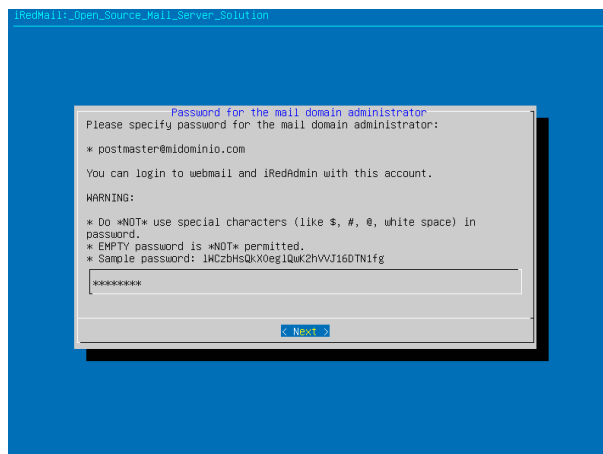 iRedMail:_Open_Source_Mail_Server_Solution
Password for the mail domain administrator
Please specify password for the mail domain administrator:
* postmaster@midominio.com
You can login to webmail and iRedAdmin with this account.
WARNING:
* Do *NOT* use special characters (like $, #, @, white space) in
password.
* EMPTY password is *NOT* permitted.
* Sample password: lWCzbHsQkX0eglQwK2hVVJ16DTN1fg
********
< Next >